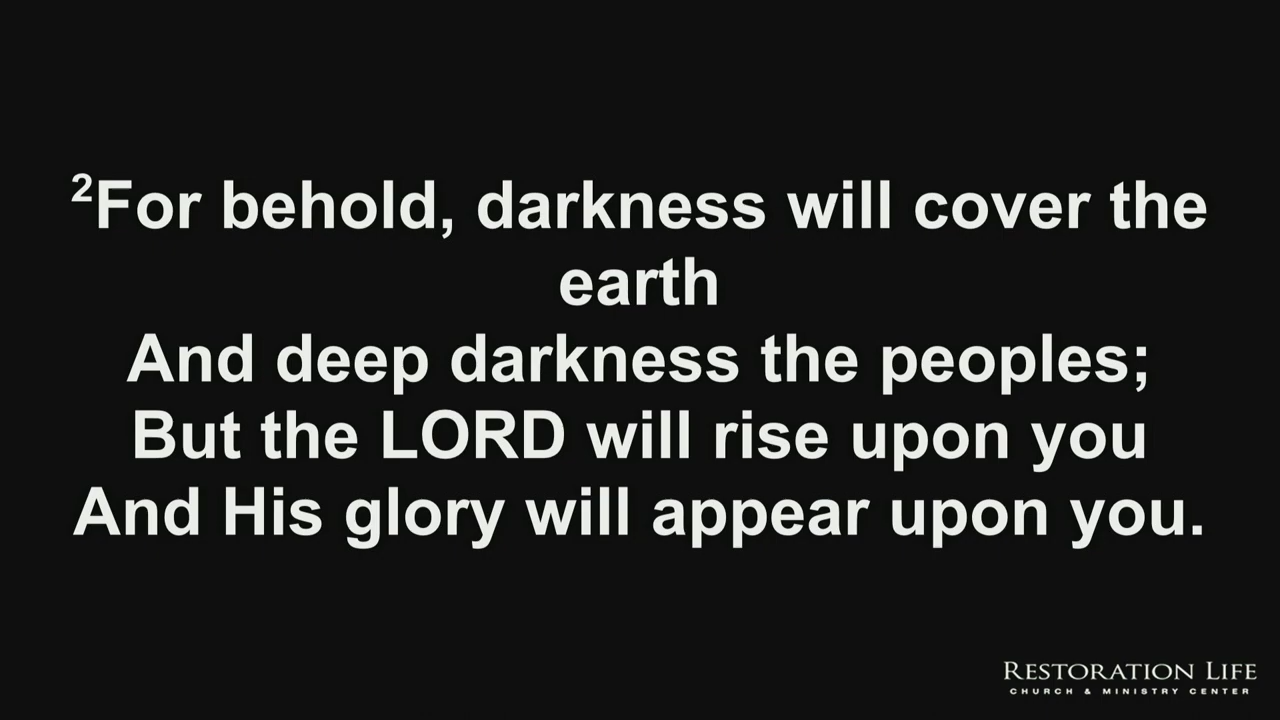 ²For behold, darkness will cover the
earth
And deep darkness the peoples;
But the LORD will rise upon you
And His glory will appear upon you.
RESTORATION LIFE
CHURCH & MINISTRY CENTER